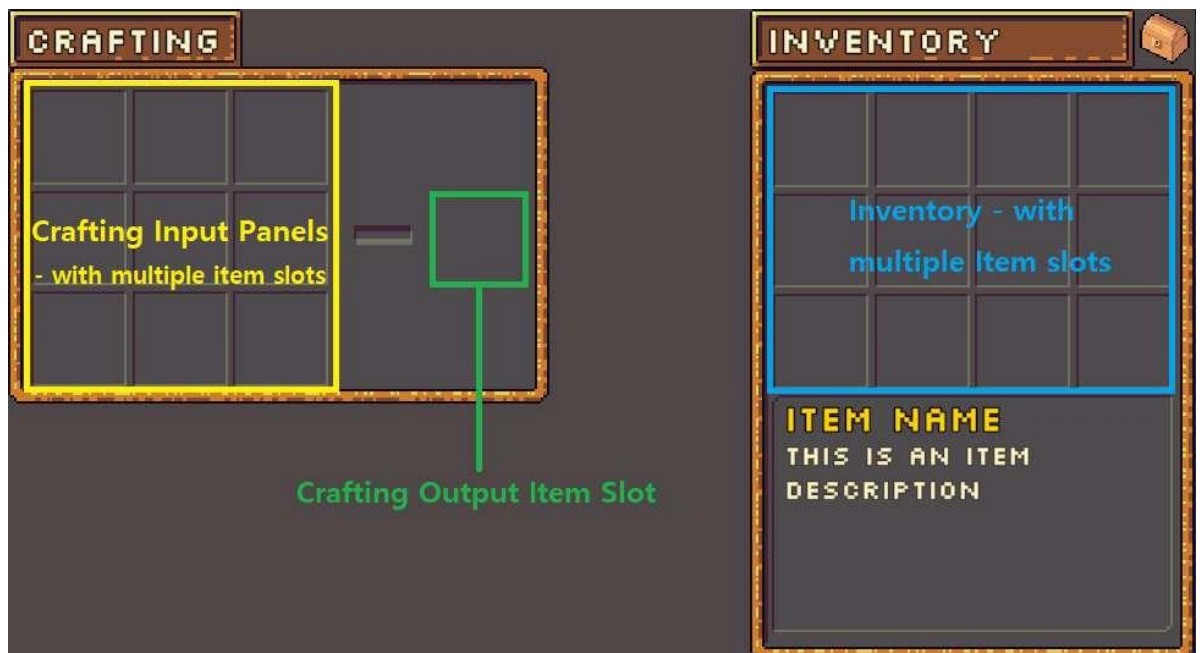 CRAFTING
INVENTORY
Crafting Input Panels
- with multiple item slots
Inventory - with
multiple Item slots
ITEM NAME
THIS IS AN ITEM
DESCRIPTION
Crafting Output Item Slot